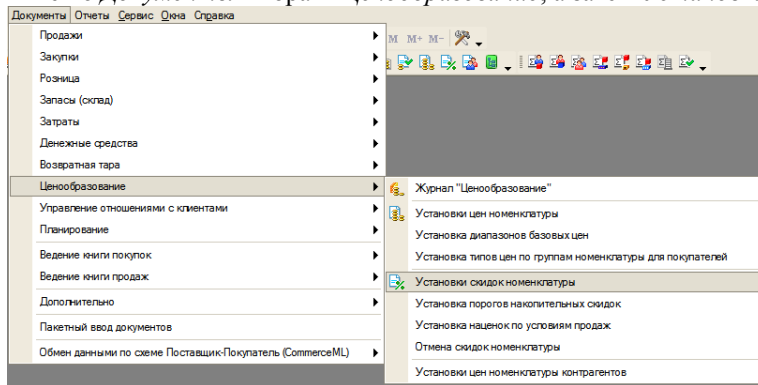 Документы Отчеты Сервис Окна Справка
Продажи
M M+ M-
Закупки
Розница
Запасы (склад)
Затраты
Денежные средства
Возвратная тара
Ценообразование
Журнал "Ценообразование"
Управление отношениями с клиентами
Установки цен номенклатуры
Планирование
Установка диапазонов базовых цен
Установка типов цен по группам номенклатуры для покупателей
Ведение книги покупок
Ведение книги продаж
Установки скидок номенклатуры
Дополнительно
Установка порогов накопительных скидок
Пакетный ввод документов
Установка наценок по условиям продаж
Отмена скидок номенклатуры
Обмен данными по схеме Поставщик-Покупатель (CommerceML)
Установки цен номенклатуры контрагентов